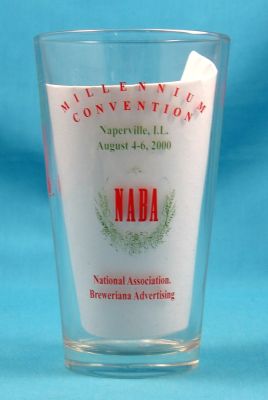 MILLENNIUM
CONVENTION
Naperville, I.L.
August 4-6, 2000
NABA
National Association.
Breweriana Advertising